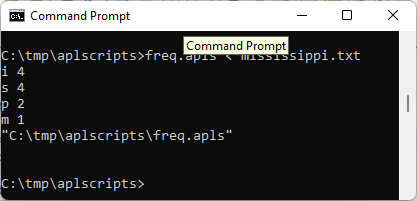 Command Prompt
C:\tmp\aplscripts>freq.apls < mississippi.txt
Command Prompt
i 4
s 4
p 2
m 1
"C:\tmp\aplscripts\freq.apls"
C:\tmp\aplscripts>